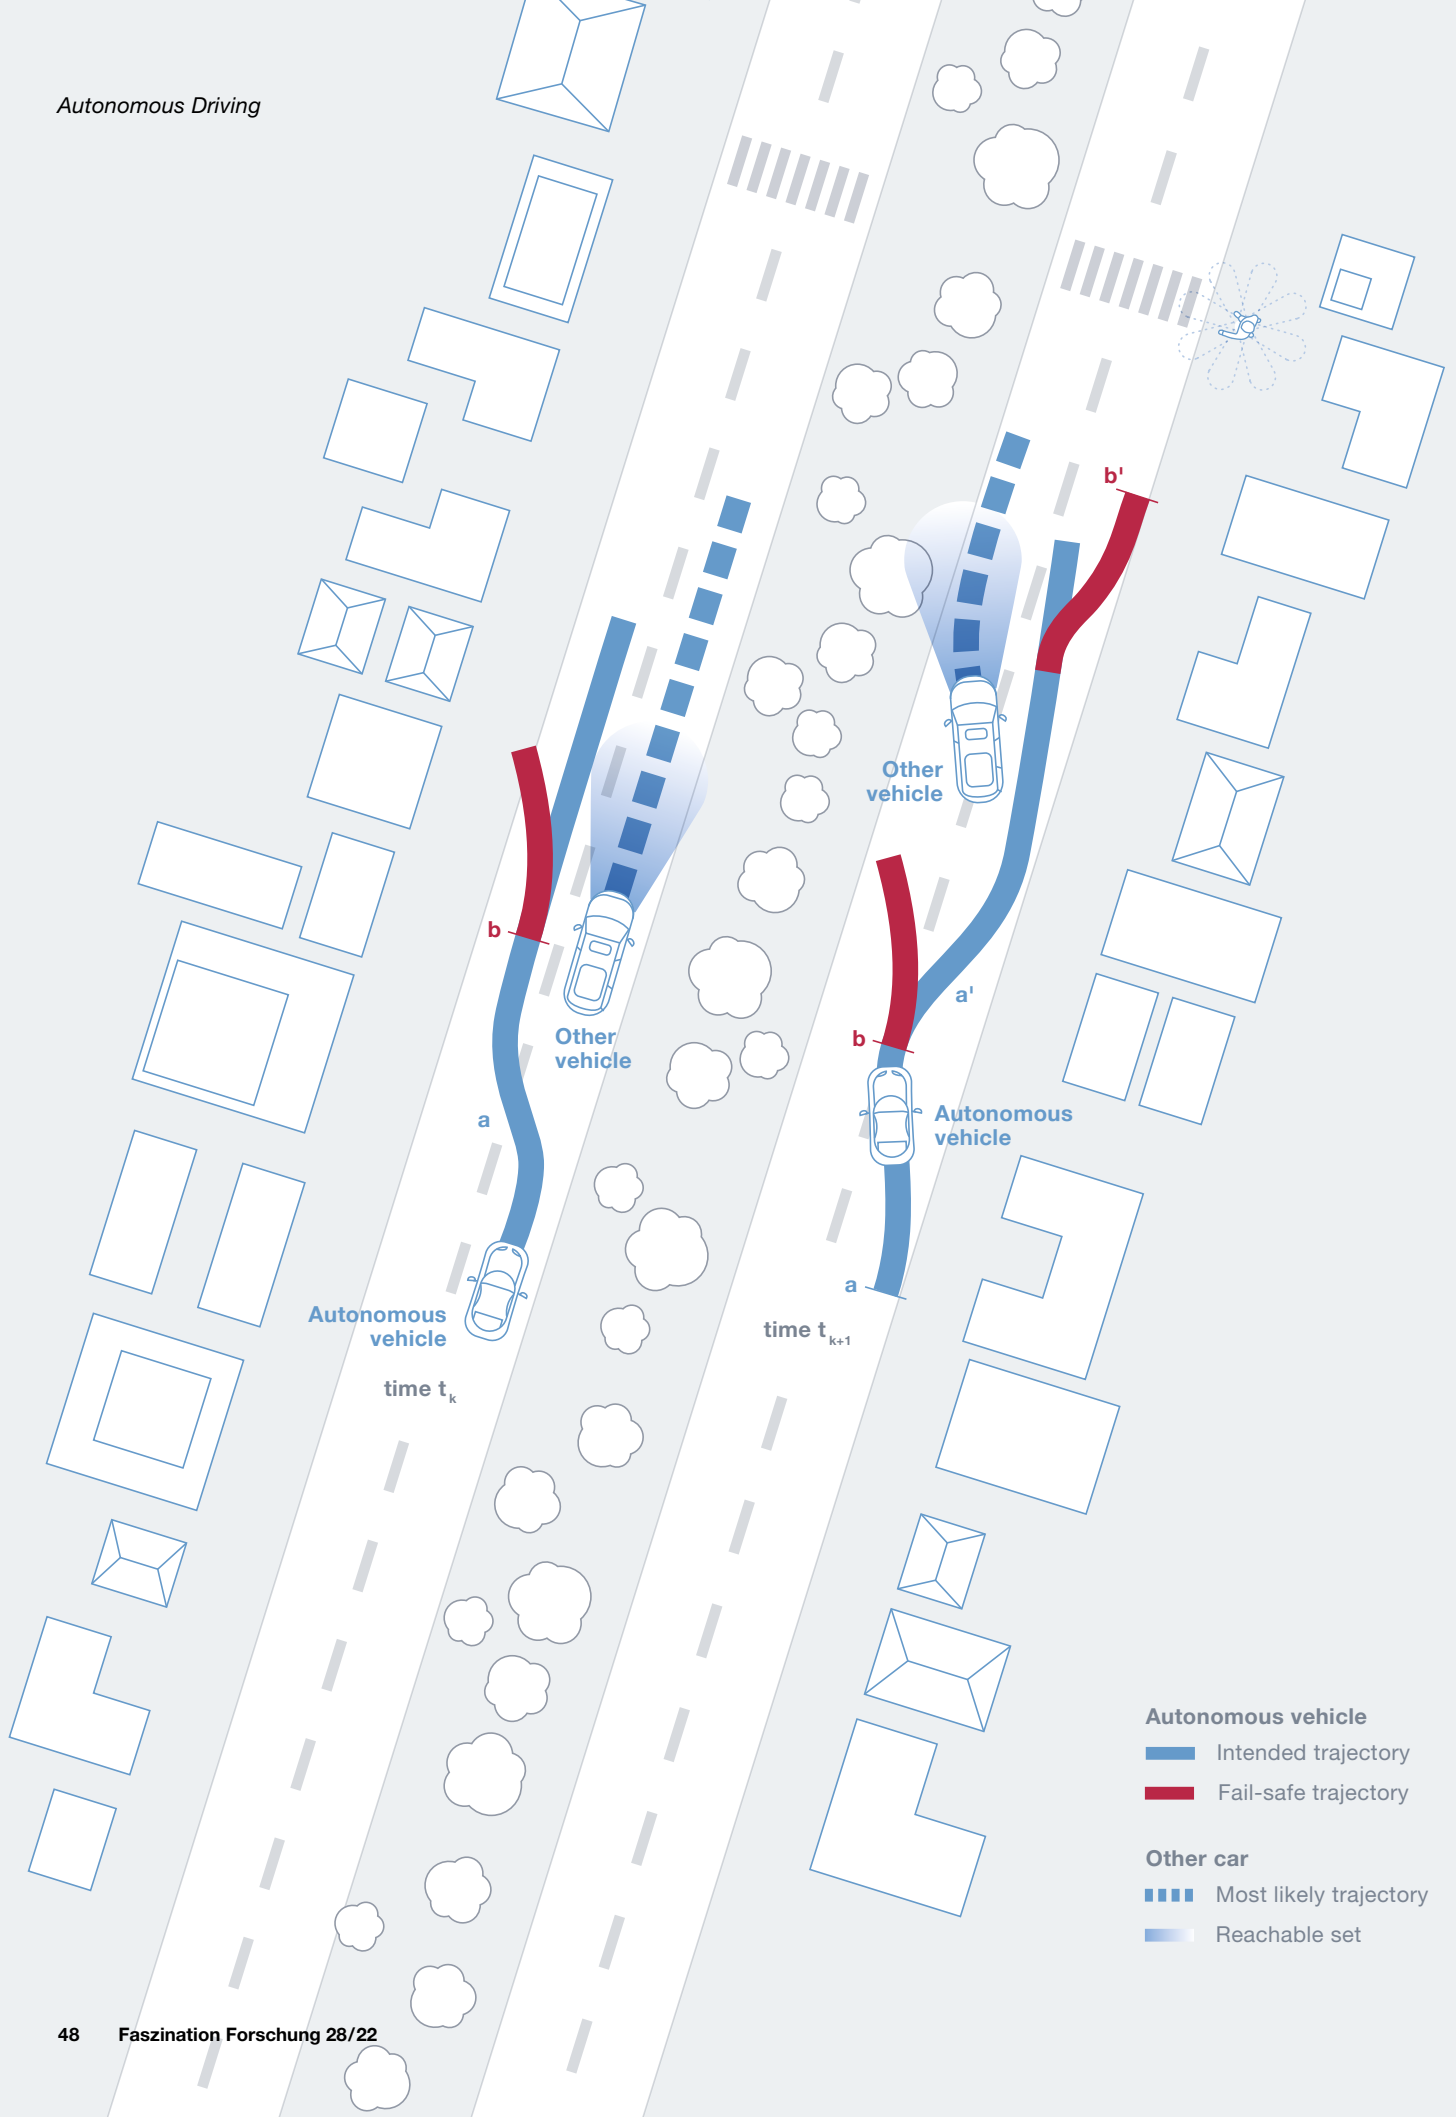 Autonomous Driving
b'
Other
vehicle
b
a'
Other
vehicle
b
a
Autonomous
vehicle
a
Autonomous
vehicle
time t k+1
time t k
Autonomous vehicle
Intended trajectory
Fail-safe trajectory
Other car
Most likely trajectory
Reachable set
48 Faszination Forschung 28/22